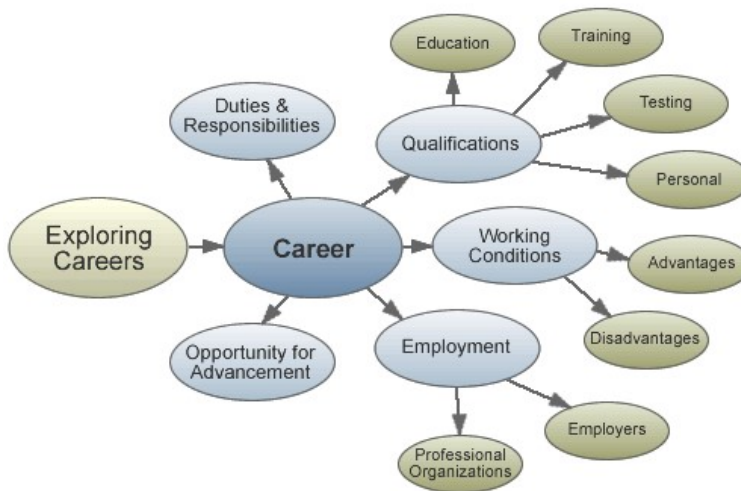 Education
Training
Duties &
Responsibilities
Testing
Qualifications
Personal
Exploring
Careers
Career
Working
Conditions
Advantages
Disadvantages
Opportunity for
Advancement
Employment
Employers
Professional
Organizations